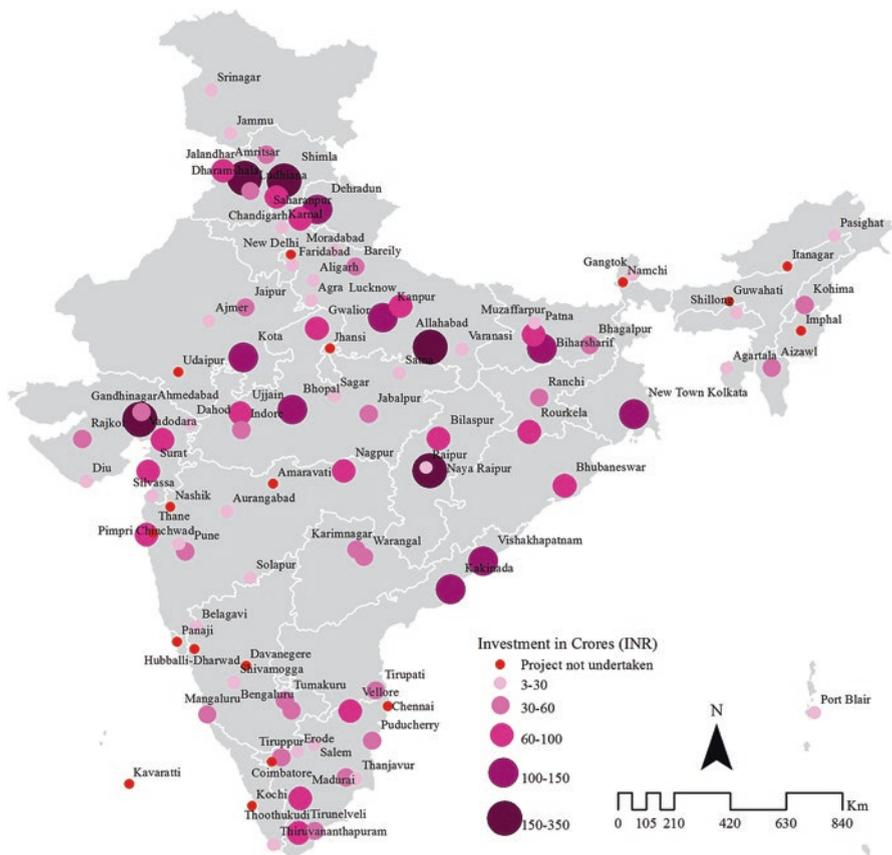 Srinagar
Jammu
Jalandhar
Amritsar
Shimla
Dharamshala
Ludhiana
Dehradun
Saharanpur
Chandigarh
Karnal
New Delhi
Moradabad
Faridabad
Bareily
Aligarh
Agra
Lucknow
Kanpur
Jaipur
Ajmer
Gwalior
Allahabad
Muzaffarpur
Patna
Varanasi
Biharsharif
Bhagalpur
Kota
Jhansi
Udaipur
Satna
Gangtok
Namchi
Pasighat
Itanagar
Guwahati
Shillong
Kohima
Imphal
Agartala
Aizawl
Gandhinagar
Ahmedabad
Dahod
Ujjain
Indore
Bhopal
Sagar
Jabalpur
Ranchi
New Town Kolkata
Rajkot
Vadodara
Bilaspur
Rourkela
Surat
Nagpur
Raipur
Naya Raipur
Bhubaneswar
Diu
Silvassa
Nashik
Amaravati
Aurangabad
Thane
Pimpri Chinchwad
Pune
Karimnagar
Warangal
Vishakhapatnam
Solapur
Kakinada
Belagavi
Panaji
Hubballi-Dharwad
Davanegere
Shivamogga
Mangaluru
Bengaluru
Tumakuru
Tirupati
Vellore
Chennai
Puducherry
Tiruppur
Erode
Salem
Coimbatore
Madurai
Thanjavur
Kavaratti
Kochi
Thoothukudi
Tirunelveli
Thiruvananthapuram
Port Blair
Investment in Crores (INR)
Project not undertaken
3-30
30-60
60-100
100-150
150-350
N
0 105 210 420 630 840
Km